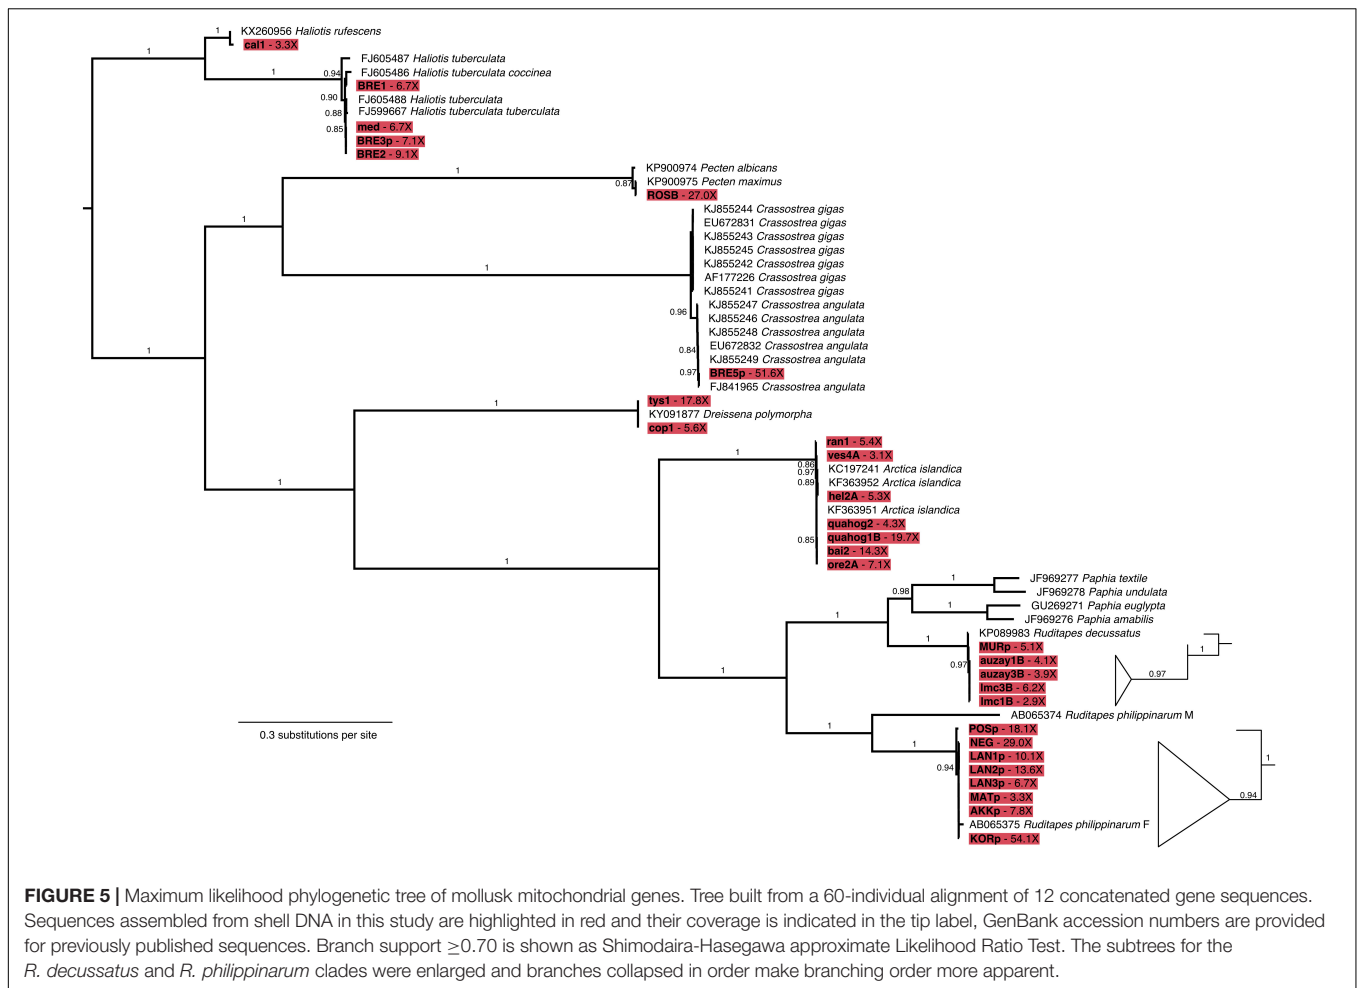 1
KX260956 Haliotis rufescens
cal1 - 3.3X
1
1
0.94
FJ605487 Haliotis tuberculata
FJ605486 Haliotis tuberculata coccinea
BRE1 - 6.7X
0.90
FJ605488 Haliotis tuberculata
0.88
FJ599667 Haliotis tuberculata tuberculata
0.85
med - 6.7X
BRE3p - 7.1X
BRE2 - 9.1X
1
KP900974 Pecten albicans
0.87
KP900975 Pecten maximus
ROSB - 27.0X
1
KJ855244 Crassostrea gigas
EU672831 Crassostrea gigas
KJ855243 Crassostrea gigas
KJ855245 Crassostrea gigas
1
KJ855242 Crassostrea gigas
AF177226 Crassostrea gigas
KJ855241 Crassostrea gigas
0.96
KJ855247 Crassostrea angulata
KJ855246 Crassostrea angulata
KJ855248 Crassostrea angulata
0.84
EU672832 Crassostrea angulata
1
KJ855249 Crassostrea angulata
0.97
BRE5p - 51.6X
FJ841965 Crassostrea angulata
1
tys1 - 17.8X
KY091877 Dreissena polymorpha
cop1 - 5.6X
1
ran1 - 5.4X
ves4A - 3.1X
0.86
0.97
KC197241 Arctica islandica
0.89
KF363952 Arctica islandica
1
hel2A - 5.3X
KF363951 Arctica islandica
quahog2 - 4.3X
0.85
quahog1B - 19.7X
bai2 - 14.3X
1
ore2A - 7.1X
1
JF969277 Paphia textile
0.98
JF969278 Paphia undulata
1
GU269271 Paphia euglypta
1
JF969276 Paphia amabilis
1
KP089983 Ruditapes decussatus
MURp - 5.1X
1
0.97
auzay1B - 4.1X
auzay3B - 3.9X
0.97
1
lmc3B - 6.2X
lmc1B - 2.9X
1
AB065374 Ruditapes philippinarum M
0.3 substitutions per site
POSp - 18.1X
1
NEG - 29.0X
LAN1p - 10.1X
1
0.94
LAN2p - 13.6X
LAN3p - 6.7X
MATp - 3.3X
0.94
AKKp - 7.8X
AB065375 Ruditapes philippinarum F
KORp - 54.1X
FIGURE 5 | Maximum likelihood phylogenetic tree of mollusk mitochondrial genes. Tree built from a 60-individual alignment of 12 concatenated gene sequences.
Sequences assembled from shell DNA in this study are highlighted in red and their coverage is indicated in the tip label, GenBank accession numbers are provided
for previously published sequences. Branch support ≥0.70 is shown as Shimodaira-Hasegawa approximate Likelihood Ratio Test. The subtrees for the
R. decussatus and R. philippinarum clades were enlarged and branches collapsed in order make branching order more apparent.